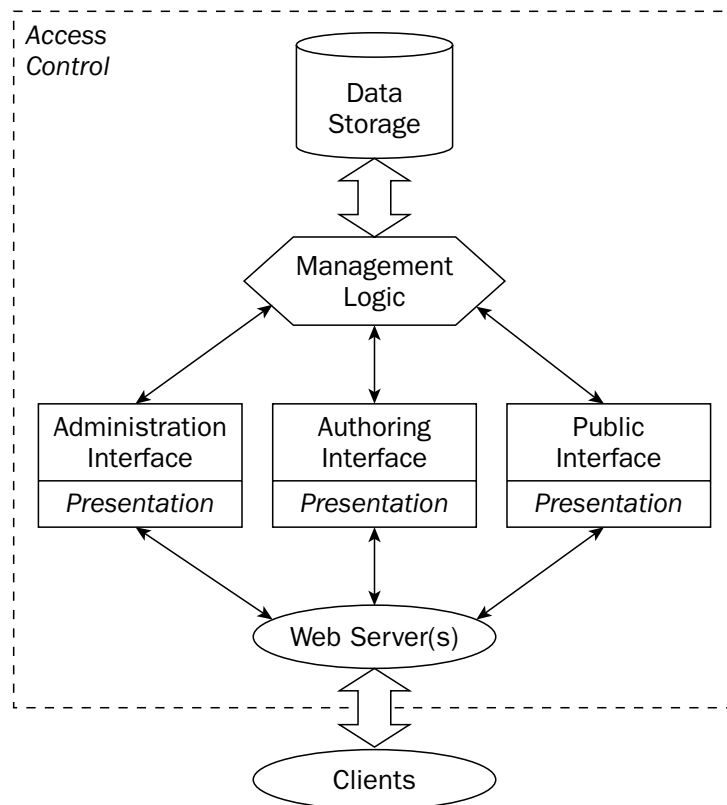 Access
Control
Data
Storage
Management
Logic
Administration
Interface
Presentation
Authoring
Interface
Presentation
Public
Interface
Presentation
Web Server(s)
Clients